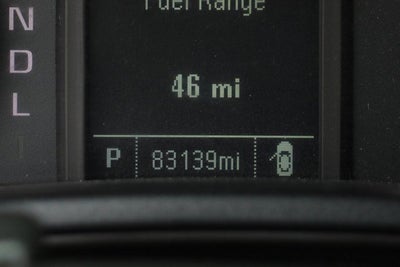 Fuel Range
N
D
46 mi
L
P 83139mi